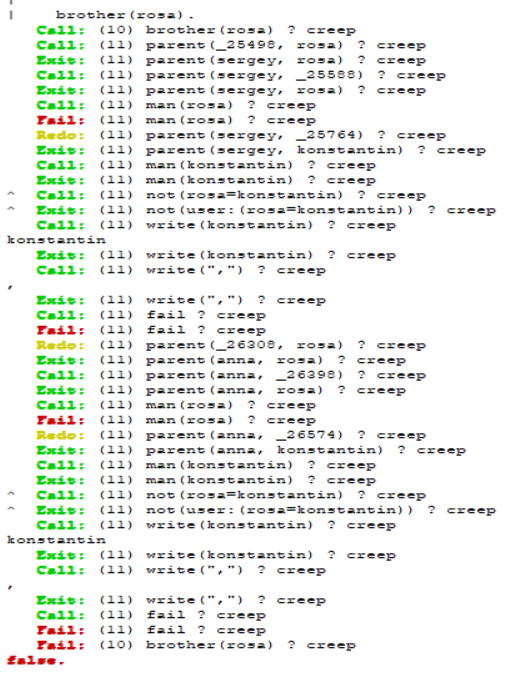 |     brother(rosa).
   Call: (10) brother(rosa) ? creep
   Call: (11) parent(_25498, rosa) ? creep
   Exit: (11) parent(sergey, rosa) ? creep
   Call: (11) parent(sergey, _25588) ? creep
   Exit: (11) parent(sergey, rosa) ? creep
   Call: (11) man(rosa) ? creep
   Fail: (11) man(rosa) ? creep
   Redo: (11) parent(sergey, _25764) ? creep
   Exit: (11) parent(sergey, konstantin) ? creep
   Call: (11) man(konstantin) ? creep
   Exit: (11) man(konstantin) ? creep
^  Call: (11) not(rosa=konstantin) ? creep
^  Exit: (11) not(user:(rosa=konstantin)) ? creep
   Call: (11) write(konstantin) ? creep
konstantin
   Exit: (11) write(konstantin) ? creep
   Call: (11) write(",") ? creep
,
   Exit: (11) write(",") ? creep
   Call: (11) fail ? creep
   Fail: (11) fail ? creep
   Redo: (11) parent(_26308, rosa) ? creep
   Exit: (11) parent(anna, rosa) ? creep
   Call: (11) parent(anna, _26398) ? creep
   Exit: (11) parent(anna, rosa) ? creep
   Call: (11) man(rosa) ? creep
   Fail: (11) man(rosa) ? creep
   Redo: (11) parent(anna, _26574) ? creep
   Exit: (11) parent(anna, konstantin) ? creep
   Call: (11) man(konstantin) ? creep
   Exit: (11) man(konstantin) ? creep
^  Call: (11) not(rosa=konstantin) ? creep
^  Exit: (11) not(user:(rosa=konstantin)) ? creep
   Call: (11) write(konstantin) ? creep
konstantin
   Exit: (11) write(konstantin) ? creep
   Call: (11) write(",") ? creep
,
   Exit: (11) write(",") ? creep
   Call: (11) fail ? creep
   Fail: (11) fail ? creep
   Fail: (10) brother(rosa) ? creep
false.